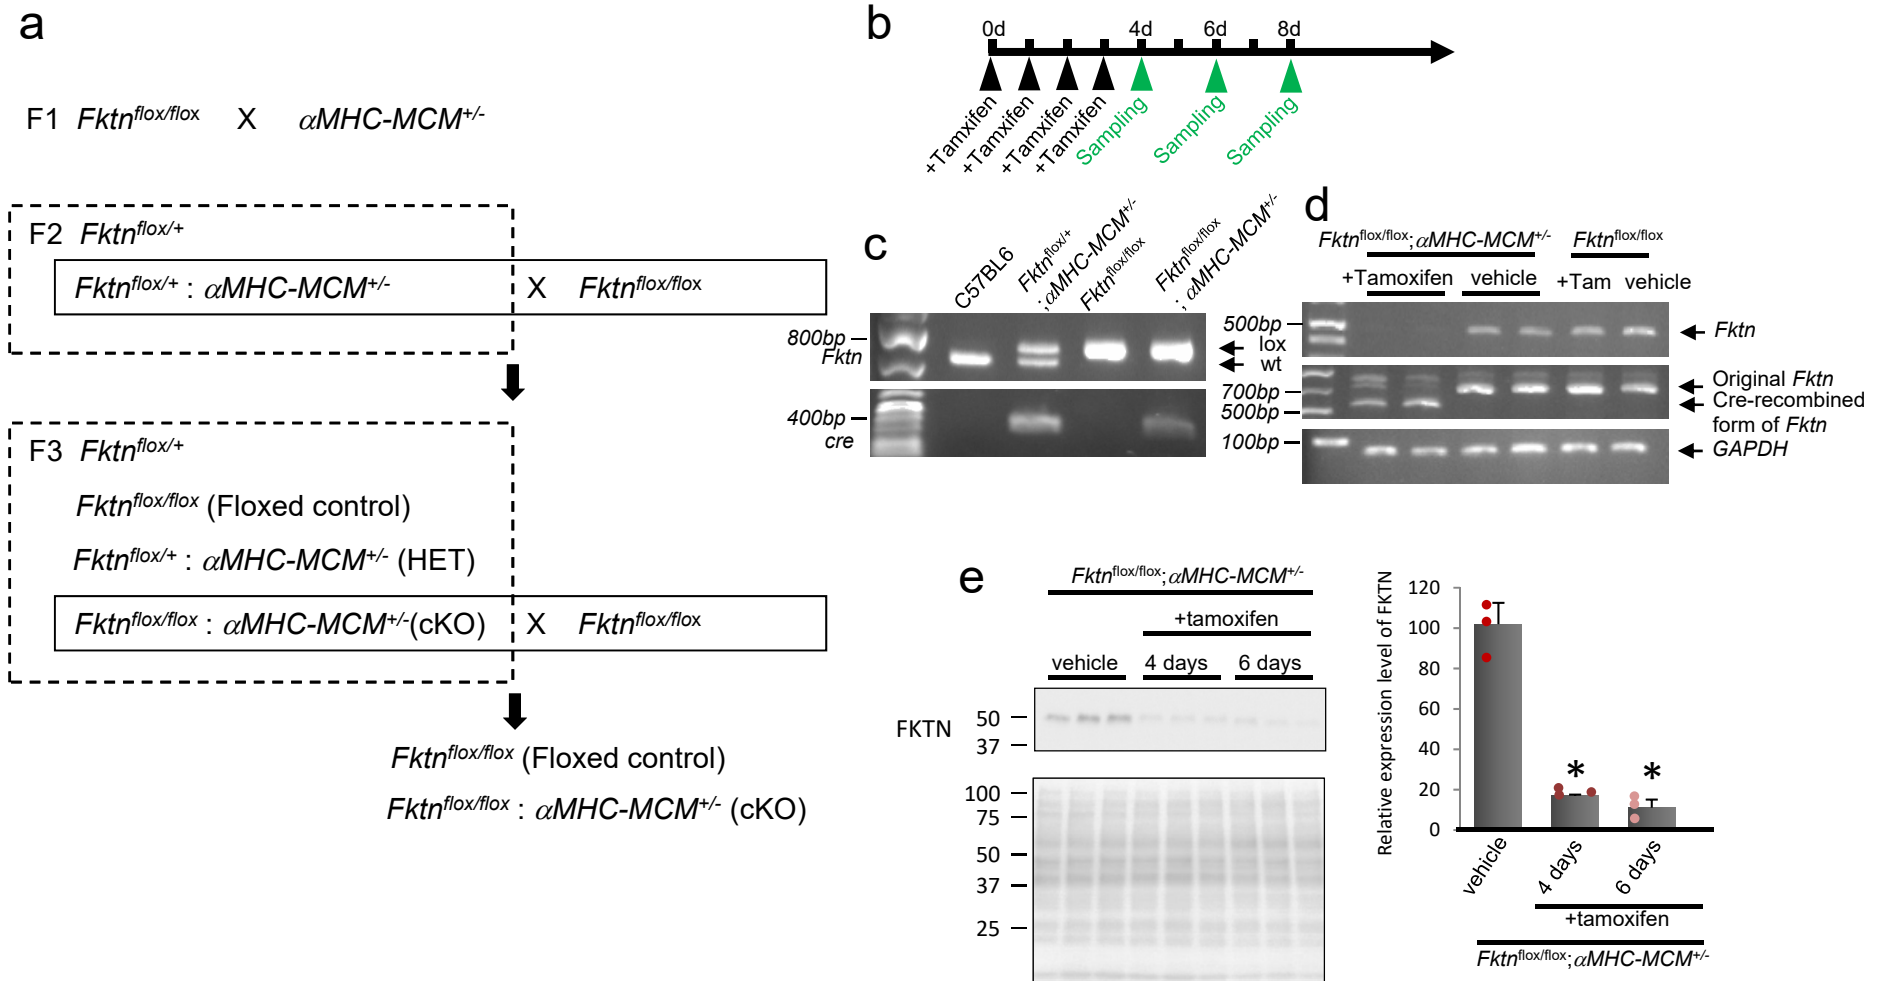 a
F1 Fktnflox/flox X αMHC-MCM+/-
F2 Fktnflox/+
Fktnflox/+ : αMHC-MCM+/- X Fktnflox/flox
F3 Fktnflox/+
Fktnflox/flox (Floxed control)
Fktnflox/+ : αMHC-MCM+/- (HET)
Fktnflox/flox : αMHC-MCM+/-(cKO) X Fktnflox/flox
Fktnflox/flox (Floxed control)
Fktnflox/flox : αMHC-MCM+/- (cKO)
b
0d 4d 6d 8d
+Tamxifen
+Tamxifen
+Tamxifen
+Tamxifen
Sampling
Sampling
Sampling
c
C57BL6
Fktnflox/+
;αMHC-MCM+/-
Fktnflox/flox
Fktnflox/flox
; αMHC-MCM+/-
800bp
Fktn
lox
wt
400bp
cre
d
Fktnflox/flox;αMHC-MCM+/- Fktnflox/flox
+Tamoxifen vehicle +Tam vehicle
500bp
Fktn
700bp
500bp
Original Fktn
Cre-recombined
form of Fktn
100bp
GAPDH
e
Fktnflox/flox;αMHC-MCM+/-
+tamoxifen
vehicle 4 days 6 days
FKTN
50
37
100
75
50
37
25
Relative expression level of FKTN
120
100
80
60
40
20
0
* *
vehicle
4 days
6 days
+tamoxifen
Fktnflox/flox;αMHC-MCM+/-